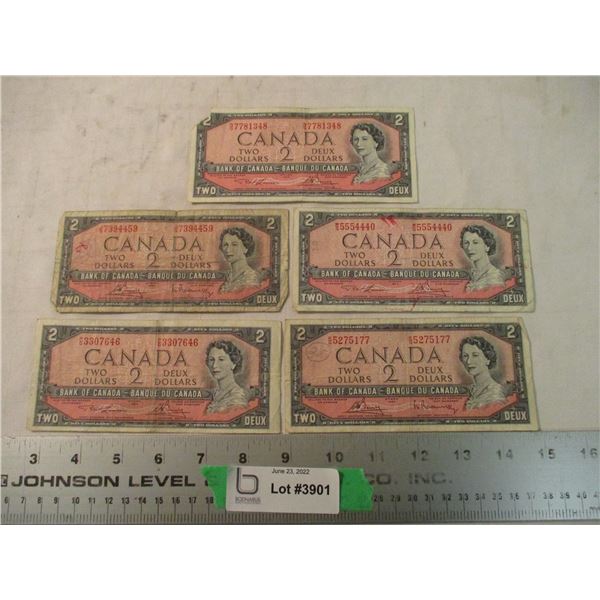 2 2
7781348 7781348
CANADA
TWO DEUX
DOLLARS 2 DOLLARS
BANK OF CANADA - BANQUE DU CANADA
TWO DEUX
2 2
7394459 7394459
CANADA
TWO DEUX
DOLLARS 2 DOLLARS
BANK OF CANADA - BANQUE DU CANADA
TWO DEUX
2 2
5554440 5554440
CANADA
TWO DEUX
DOLLARS 2 DOLLARS
BANK OF CANADA - BANQUE DU CANADA
TWO DEUX
2 2
3307646 3307646
CANADA
TWO DEUX
DOLLARS 2 DOLLARS
BANK OF CANADA - BANQUE DU CANADA
TWO DEUX
2 2
5275177 5275177
CANADA
TWO DEUX
DOLLARS 2 DOLLARS
BANK OF CANADA - BANQUE DU CANADA
TWO DEUX
3 4 5 6 7 8 9 10 11 12 13 14 15 16
JOHNSON LEVEL CO. INC.
June 23, 2022
b Lot #3901